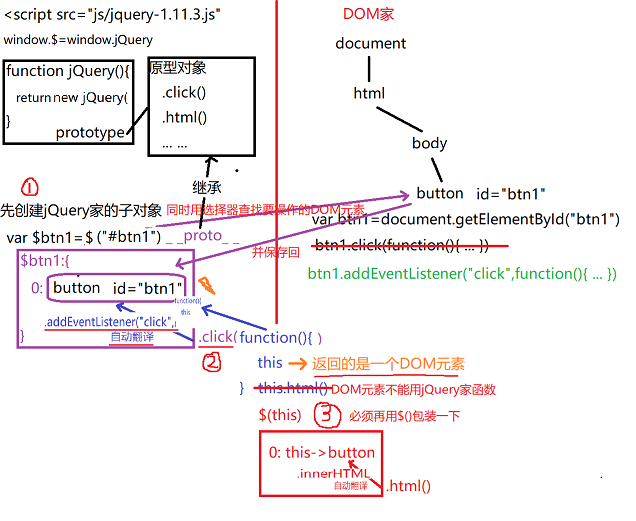 <script src="js/jquery-1.11.3.js"
window.$=window.jQuery
function jQuery(){
return new jQuery(
}
prototype
原型对象
.click()
.html()
... ...
继承
①
先创建jQuery家的子对象 同时用选择器查找要操作的DOM元素
var $btn1=$("#btn1") __proto__
并保存回
$btn1:{
0: button id="btn1"
function()
this
.addEventListener("click",
自动翻译
}
.click(function(){ )
②
this → 返回的是一个DOM元素
} this.html() DOM元素不能用jQuery家函数
$(this) ③ 必须再用$()包装一下
0: this->button
.innerHTML
自动翻译
.html()
DOM家
document
html
body
button id="btn1"
var btn1=document.getElementById("btn1")
btn1.click(function(){ ... })
btn1.addEventListener("click",function(){ ... })